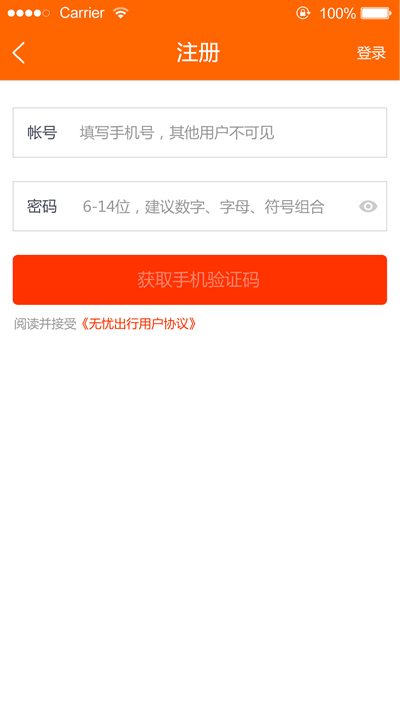 Carrier 100%
注册 登录
帐号 填写手机号，其他用户不可见
密码 6-14位，建议数字、字母、符号组合
获取手机验证码
阅读并接受《无忧出行用户协议》